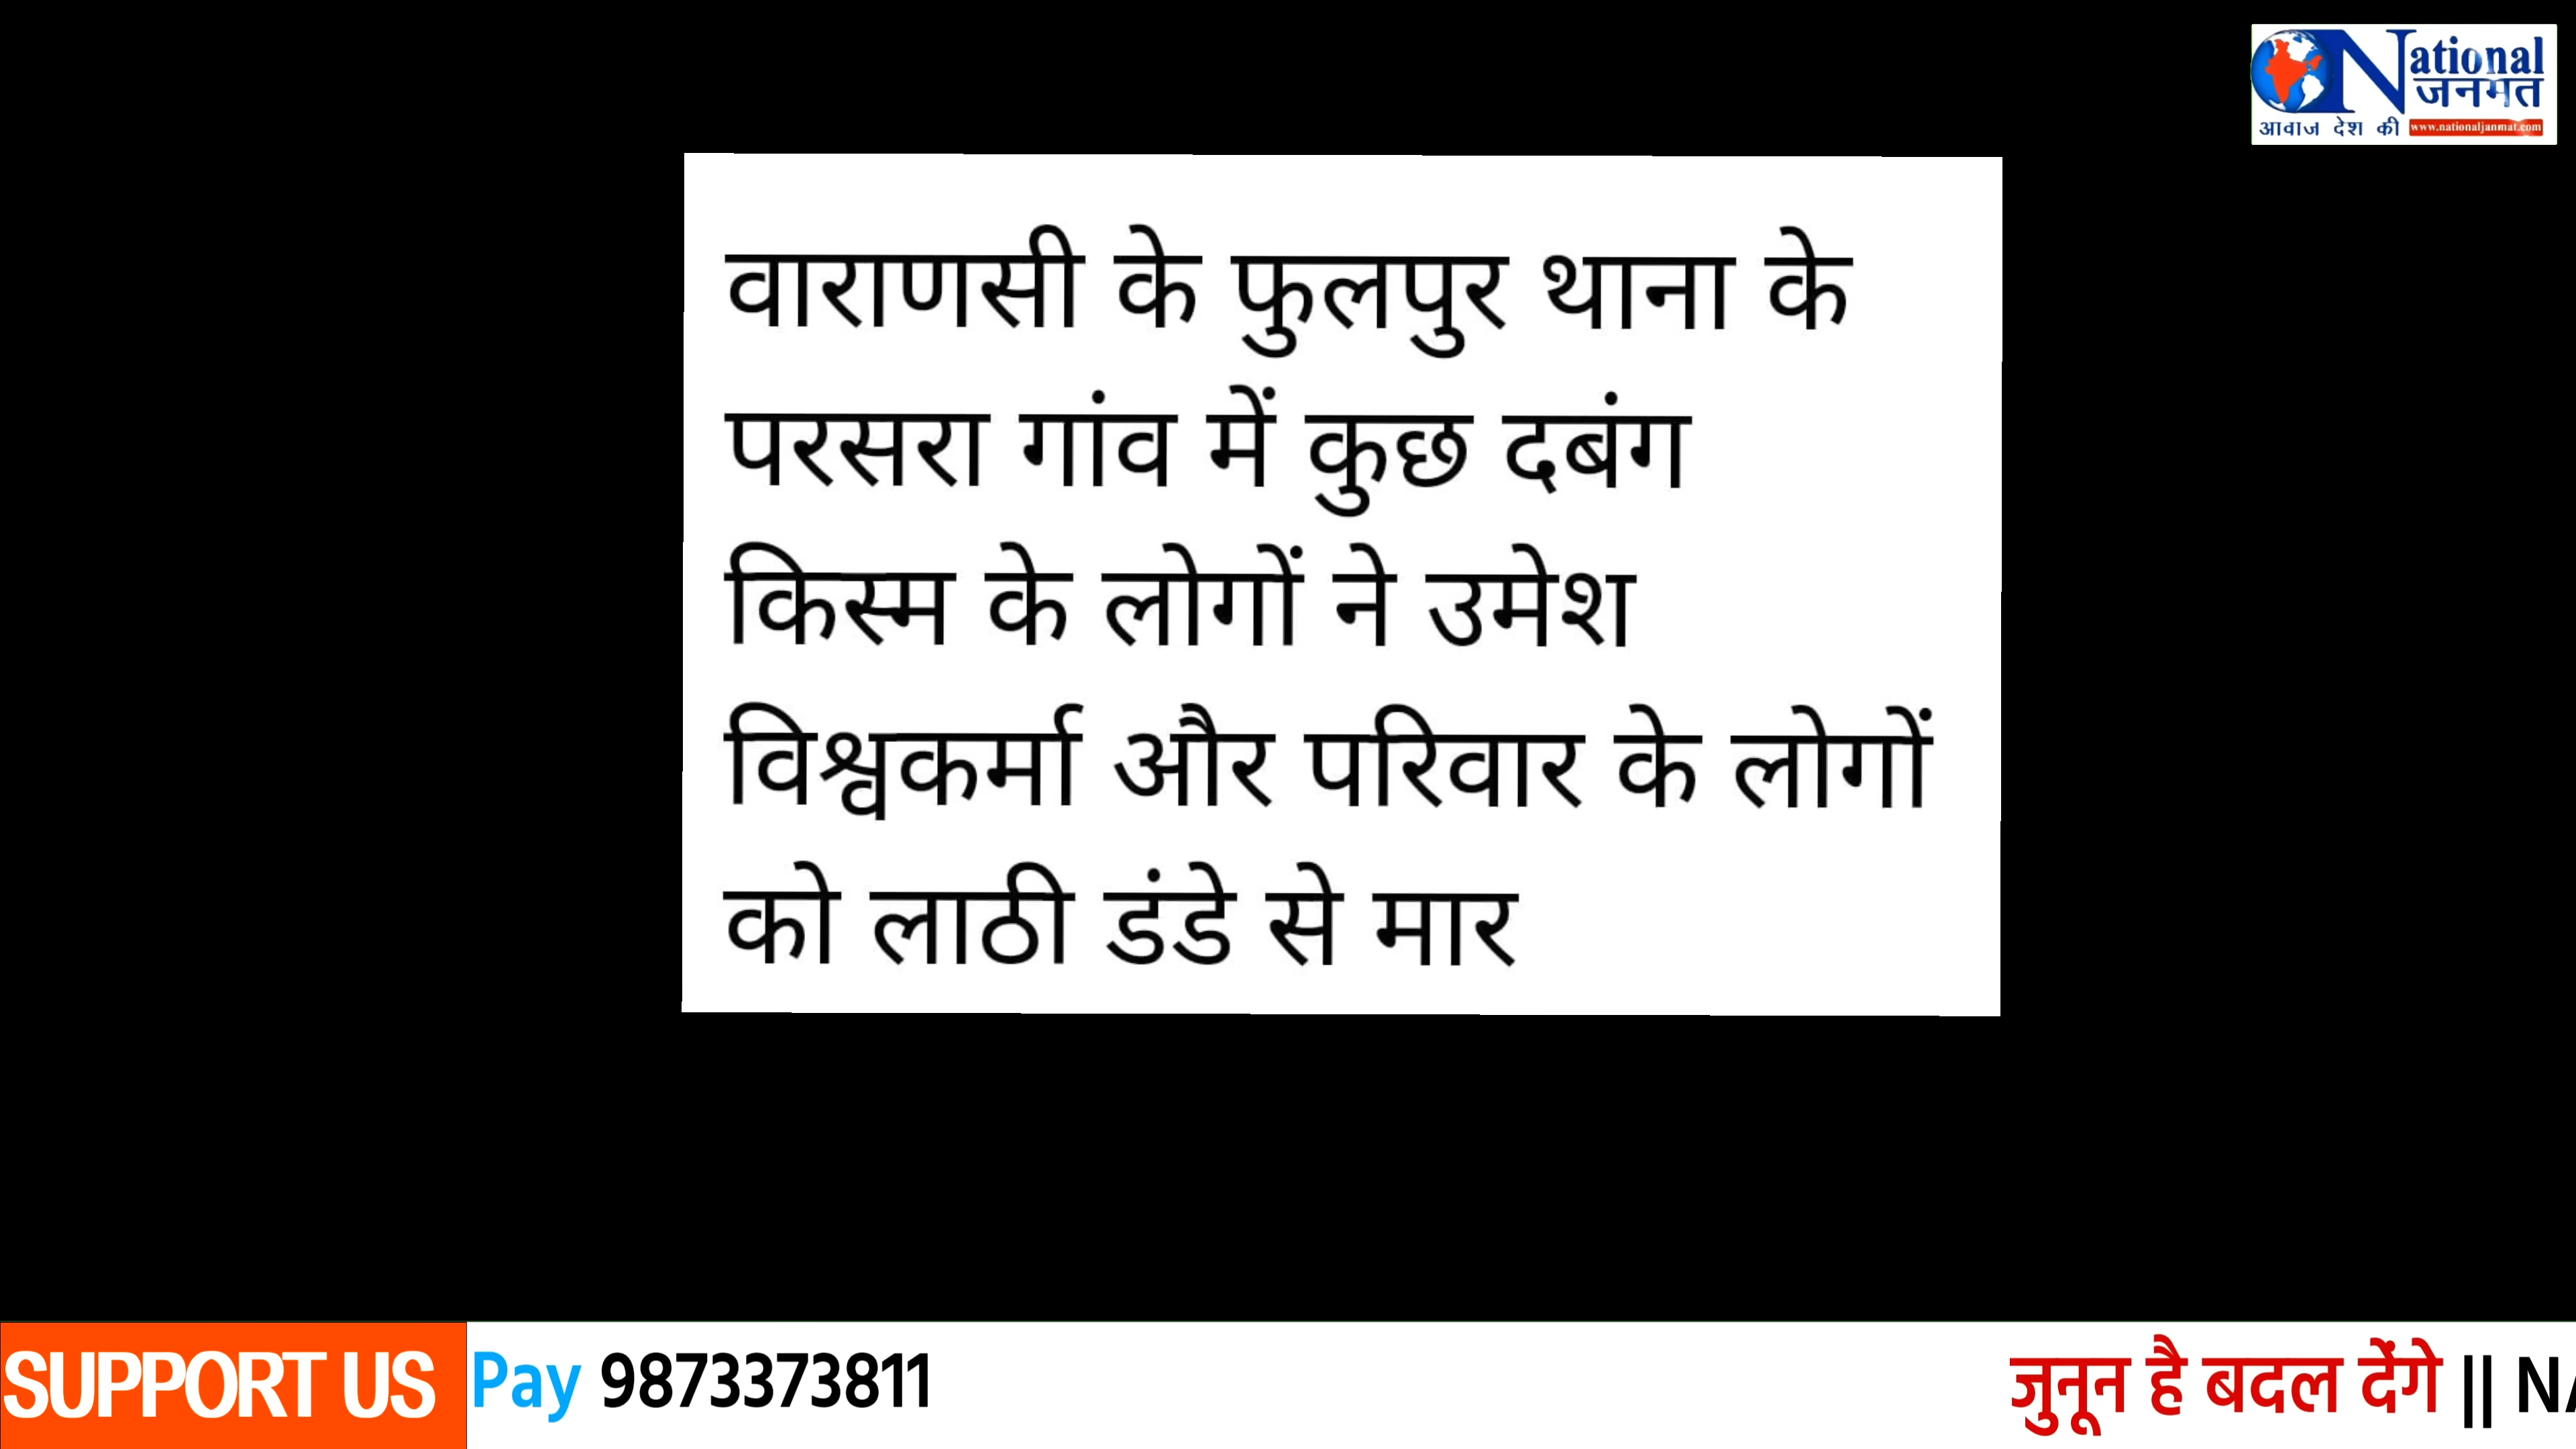 National
जनमत
आवाज देश की www.nationaljanmat.com
वाराणसी के फुलपुर थाना के
परसरा गांव में कुछ दबंग
किस्म के लोगों ने उमेश
विश्वकर्मा और परिवार के लोगों
को लाठी डंडे से मार
SUPPORT US Pay 9873373811 जुनून है बदल देंगे || NA